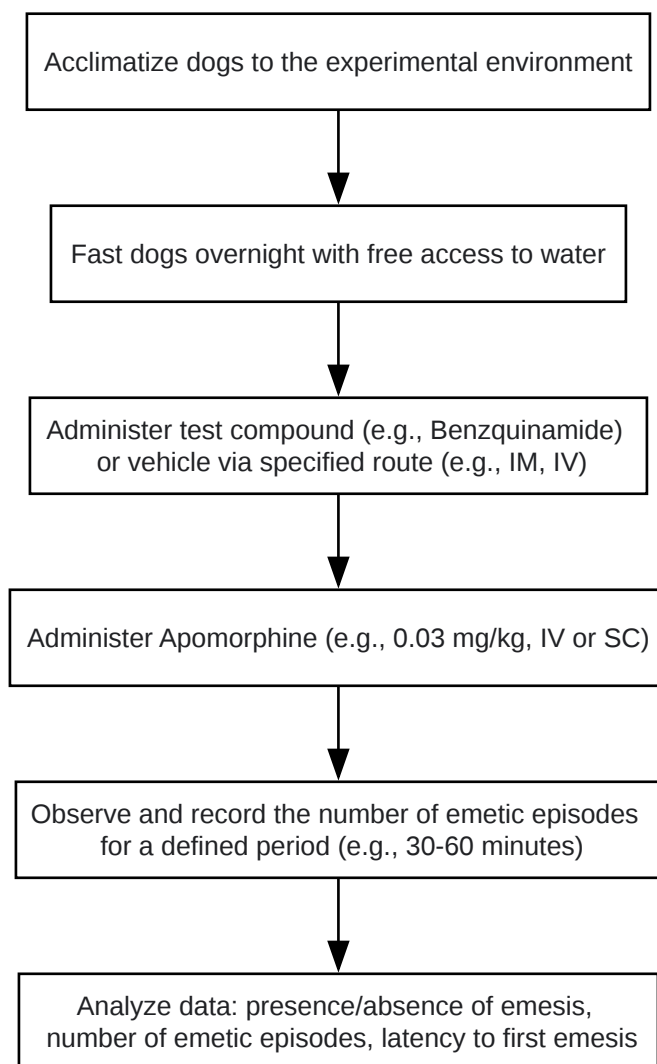 Acclimatize dogs to the experimental environment
Fast dogs overnight with free access to water
Administer test compound (e.g., Benzquinamide)
or vehicle via specified route (e.g., IM, IV)
Administer Apomorphine (e.g., 0.03 mg/kg, IV or SC)
Observe and record the number of emetic episodes
for a defined period (e.g., 30-60 minutes)
Analyze data: presence/absence of emesis,
number of emetic episodes, latency to first emesis